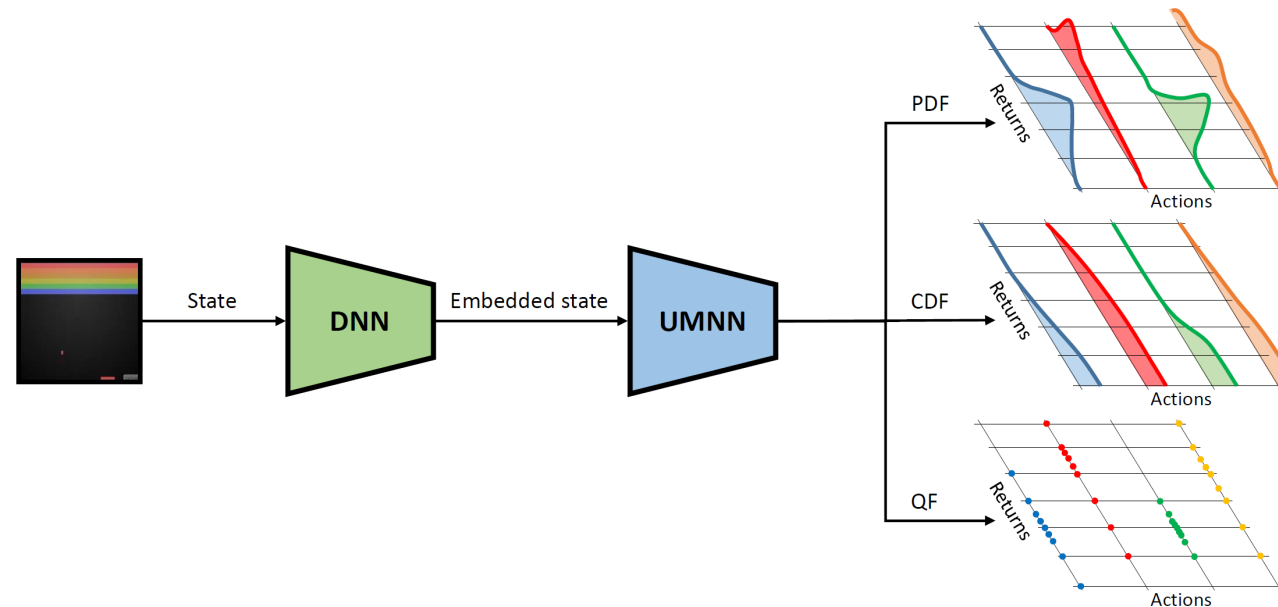 State
DNN
Embedded state
UMNN
PDF
Returns
Actions
CDF
Returns
Actions
QF
Returns
Actions